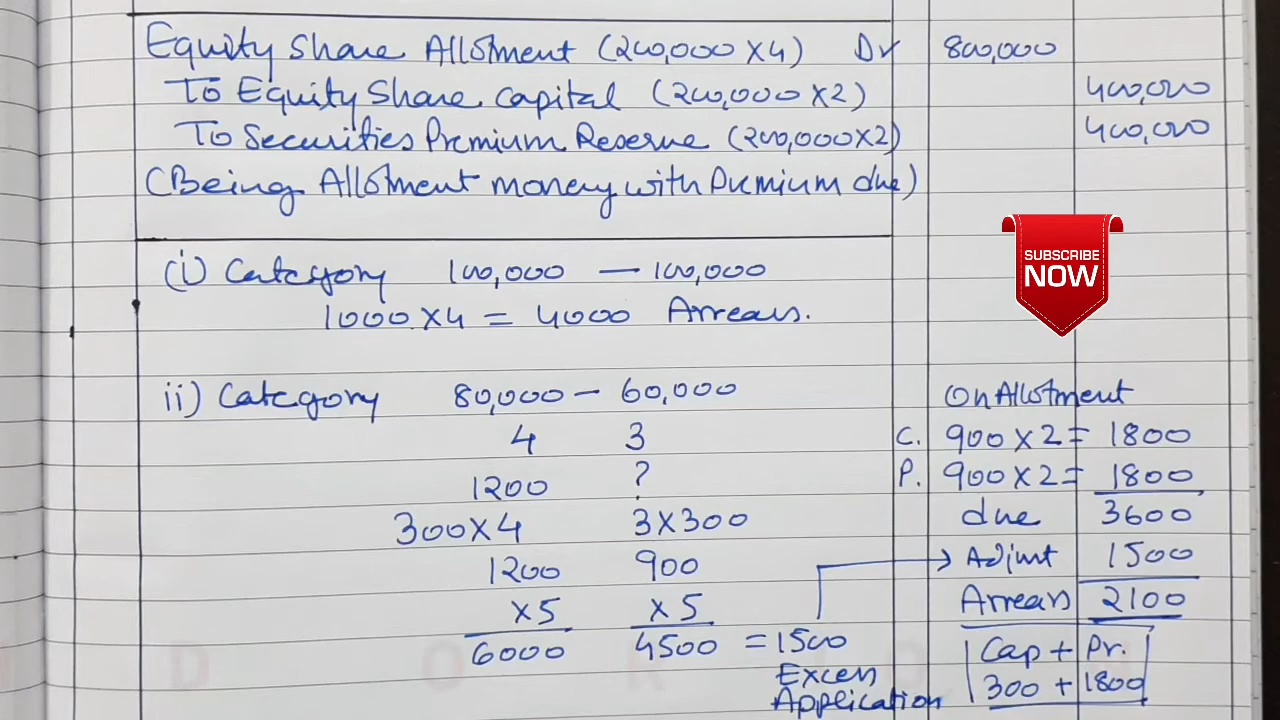 Equity Share Allotment (200,000 X 4) Dr 800,000
To Equity Share Capital (200,000 X 2) 400,000
To Securities Premium Reserve (200,000 X 2) 400,000
(Being Allotment money with Premium due)
SUBSCRIBE
NOW
(i) Category 100,000 — 100,000
1000 X 4 = 4000 Arrears.
ii) Category 80,000 — 60,000
4 3
1200 ?
300 X 4 3 X 300
1200 900
X 5 X 5
6000 4500 = 1500
Excess
Application
On Allotment
C. 900 X 2 = 1800
P. 900 X 2 = 1800
due 3600
Adjmt 1500
Arrears 2100
Cap + Pr.
300 + 1800